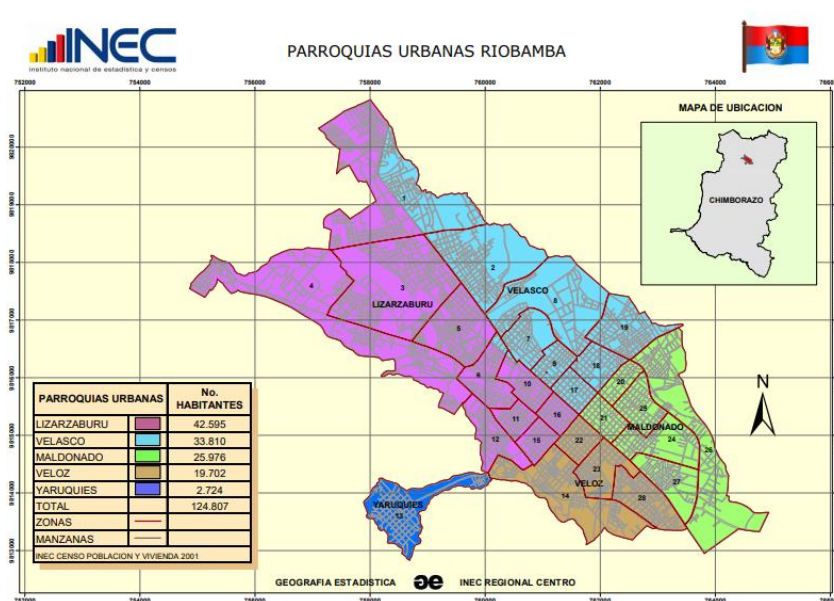 INEC
instituto nacional de estadística y censos
PARROQUIAS URBANAS RIOBAMBA
752000 754000 756000 758000 760000 762000 764000
MAPA DE UBICACION
CHIMBORAZO
1
2
4
3
LIZARZABURU
VELASCO
8
5
7
19
6
9
18
10
17
20
25
11
16
21
MALDONADO
12
15
22
24
26
23
27
14
VELOZ
28
YARUQUIES
13
N
PARROQUIAS URBANAS No. HABITANTES
LIZARZABURU 42.595
VELASCO 33.810
MALDONADO 25.976
VELOZ 19.702
YARUQUIES 2.724
TOTAL 124.807
ZONAS
MANZANAS
INEC CENSO POBLACION Y VIVIENDA 2001
GEOGRAFIA ESTADISTICA INEC REGIONAL CENTRO